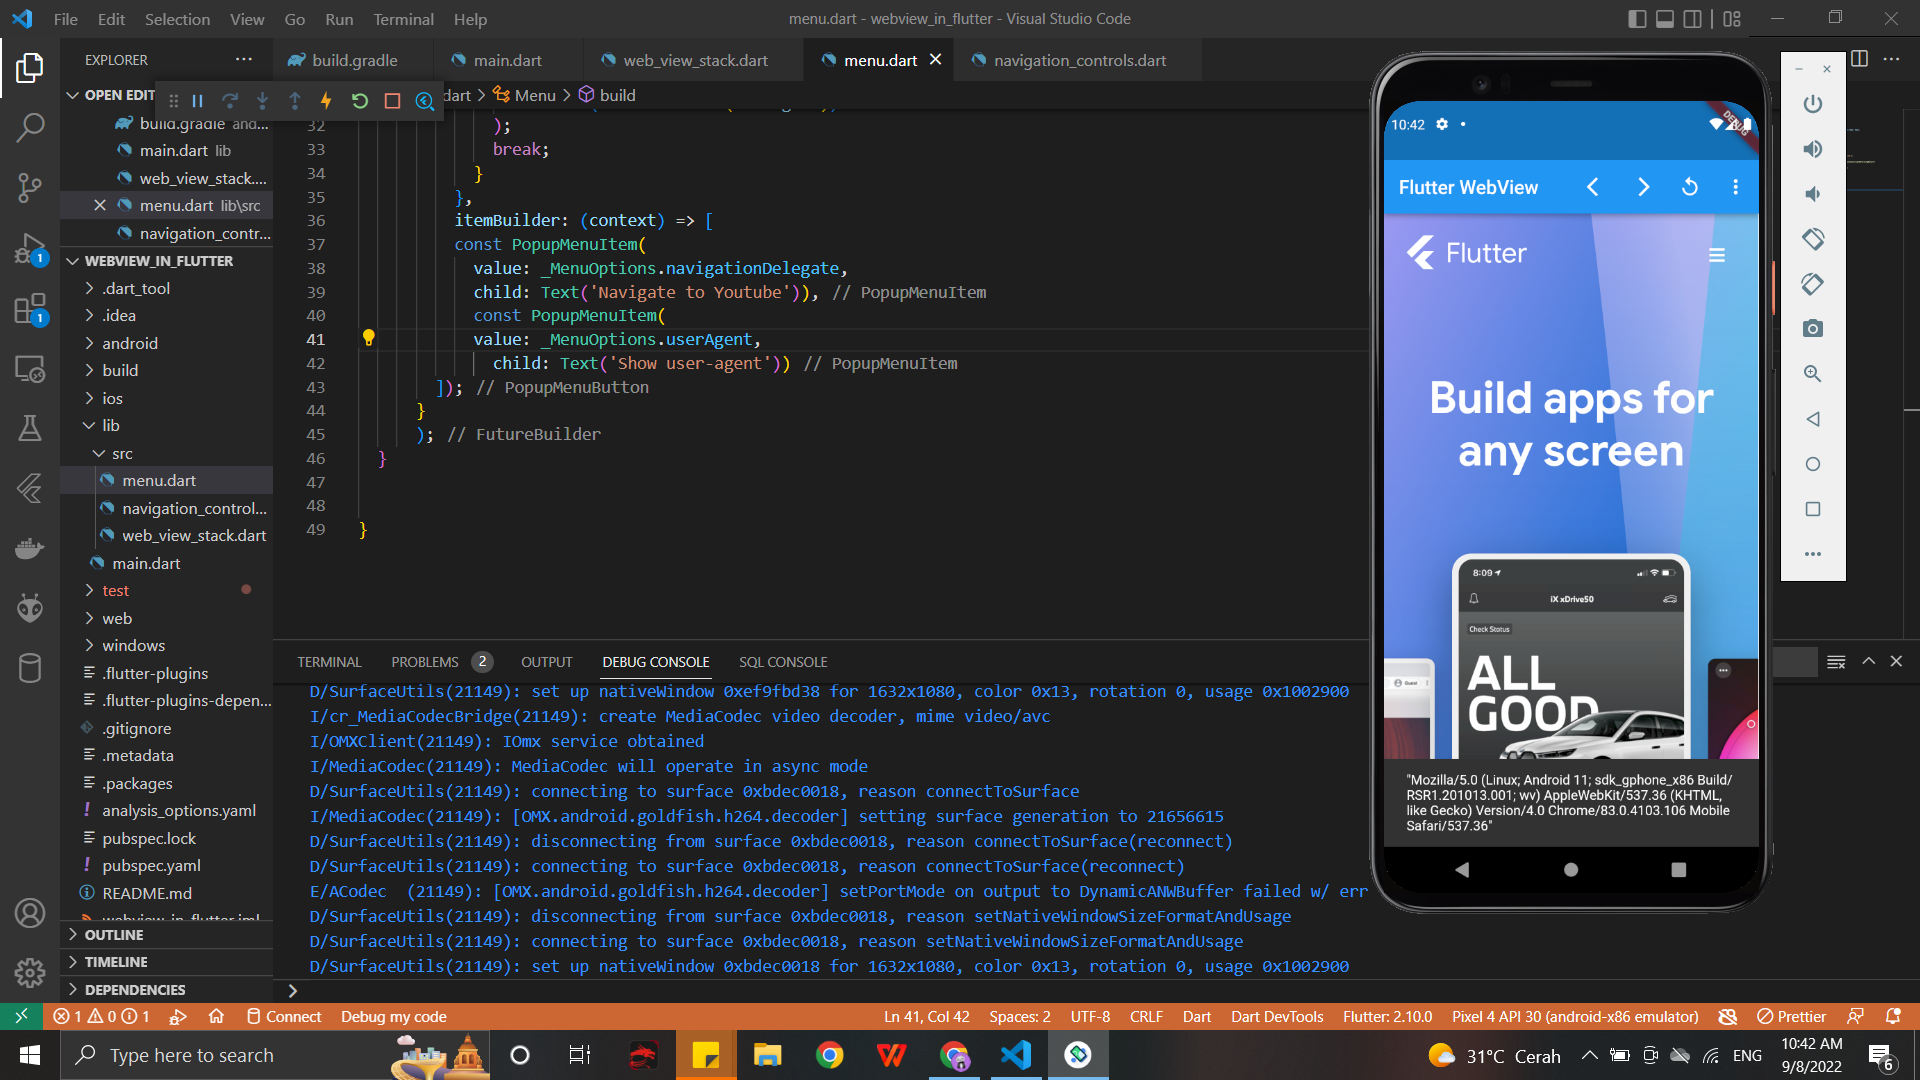 File Edit Selection View Go Run Terminal Help
menu.dart - webview_in_flutter - Visual Studio Code
EXPLORER
build.gradle
main.dart
web_view_stack.dart
menu.dart
navigation_controls.dart
OPEN EDIT
build.gradle and...
main.dart lib
web_view_stack....
menu.dart lib\src
navigation_contr...
WEBVIEW_IN_FLUTTER
.dart_tool
.idea
android
build
ios
lib
src
menu.dart
navigation_control...
web_view_stack.dart
main.dart
test
web
windows
.flutter-plugins
.flutter-plugins-depen...
.gitignore
.metadata
.packages
analysis_options.yaml
pubspec.lock
pubspec.yaml
README.md
webview_in_flutter.iml
OUTLINE
TIMELINE
DEPENDENCIES
1
1
dart > Menu > build
32 );
33 break;
34 }
35 },
36 itemBuilder: (context) => [
37 const PopupMenuItem(
38 value: _MenuOptions.navigationDelegate,
39 child: Text('Navigate to Youtube')), // PopupMenuItem
40 const PopupMenuItem(
41 value: _MenuOptions.userAgent,
42 child: Text('Show user-agent')) // PopupMenuItem
43 ]); // PopupMenuButton
44 }
45 ); // FutureBuilder
46 }
47
48
49 }
TERMINAL PROBLEMS 2 OUTPUT DEBUG CONSOLE SQL CONSOLE
D/SurfaceUtils(21149): set up nativeWindow 0xef9fbd38 for 1632x1080, color 0x13, rotation 0, usage 0x1002900
I/cr_MediaCodecBridge(21149): create MediaCodec video decoder, mime video/avc
I/OMXClient(21149): IOmx service obtained
I/MediaCodec(21149): MediaCodec will operate in async mode
D/SurfaceUtils(21149): connecting to surface 0xbdec0018, reason connectToSurface
I/MediaCodec(21149): [OMX.android.goldfish.h264.decoder] setting surface generation to 21656615
D/SurfaceUtils(21149): disconnecting from surface 0xbdec0018, reason connectToSurface(reconnect)
D/SurfaceUtils(21149): connecting to surface 0xbdec0018, reason connectToSurface(reconnect)
E/ACodec (21149): [OMX.android.goldfish.h264.decoder] setPortMode on output to DynamicANWBuffer failed w/ err
D/SurfaceUtils(21149): disconnecting from surface 0xbdec0018, reason setNativeWindowSizeFormatAndUsage
D/SurfaceUtils(21149): connecting to surface 0xbdec0018, reason setNativeWindowSizeFormatAndUsage
D/SurfaceUtils(21149): set up nativeWindow 0xbdec0018 for 1632x1080, color 0x13, rotation 0, usage 0x1002900
10:42
DEBUG
Flutter WebView
Flutter
Build apps for
any screen
8:09
iX xDrive50
Check Status
Guest
ALL
GOOD
"Mozilla/5.0 (Linux; Android 11; sdk_gphone_x86 Build/
RSR1.201013.001; wv) AppleWebKit/537.36 (KHTML,
like Gecko) Version/4.0 Chrome/83.0.4103.106 Mobile
Safari/537.36"
1 0 1 Connect Debug my code
Ln 41, Col 42 Spaces: 2 UTF-8 CRLF Dart Dart DevTools Flutter: 2.10.0 Pixel 4 API 30 (android-x86 emulator) Prettier
Type here to search
31°C Cerah
ENG
10:42 AM
9/8/2022
6